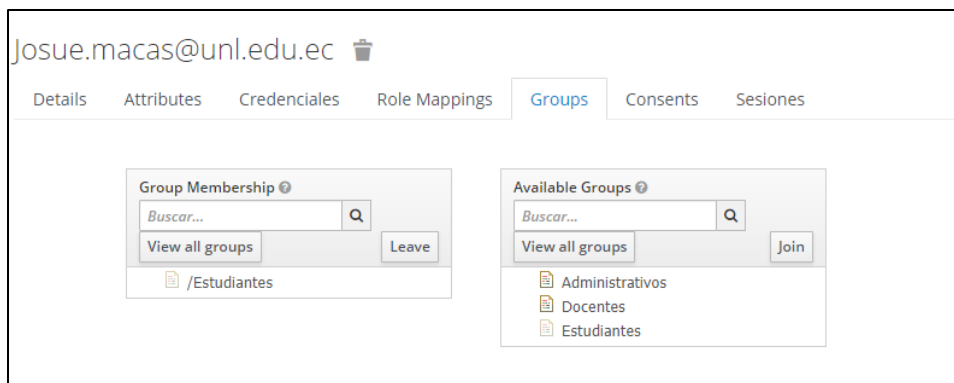 Josue.macas@unl.edu.ec
Details Attributes Credenciales Role Mappings Groups Consents Sesiones
Group Membership
Buscar...
View all groups Leave
/Estudiantes
Available Groups
Buscar...
View all groups Join
Administrativos
Docentes
Estudiantes